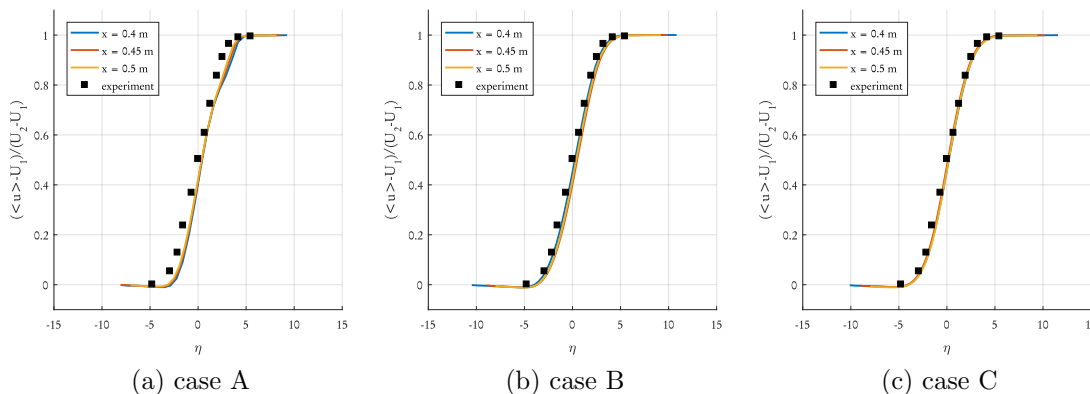 x = 0.4 m
x = 0.45 m
x = 0.5 m
experiment
(<u>-U₁)/(U₂-U₁)
1
0.8
0.6
0.4
0.2
0
-15 -10 -5 0 5 10 15
η
(a) case A
x = 0.4 m
x = 0.45 m
x = 0.5 m
experiment
(<u>-U₁)/(U₂-U₁)
1
0.8
0.6
0.4
0.2
0
-15 -10 -5 0 5 10 15
η
(b) case B
x = 0.4 m
x = 0.45 m
x = 0.5 m
experiment
(<u>-U₁)/(U₂-U₁)
1
0.8
0.6
0.4
0.2
0
-15 -10 -5 0 5 10 15
η
(c) case C